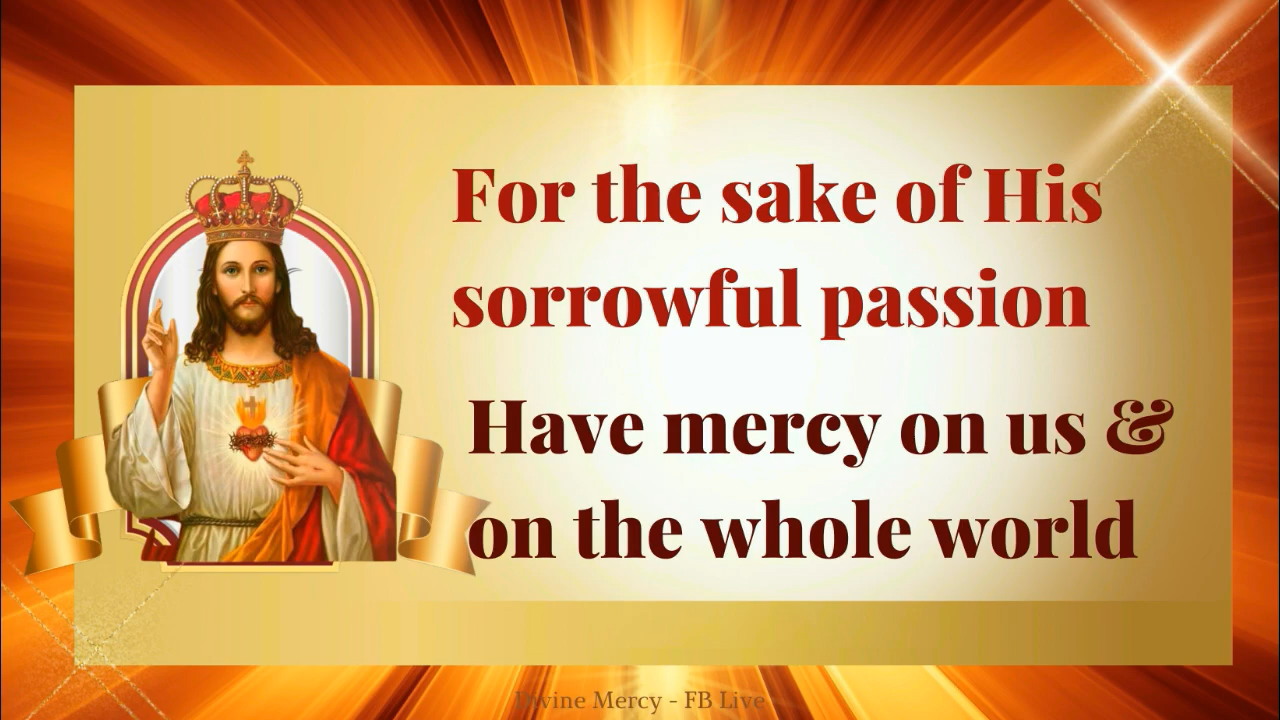 For the sake of His
sorrowful passion
Have mercy on us &
on the whole world
Divine Mercy - FB Live